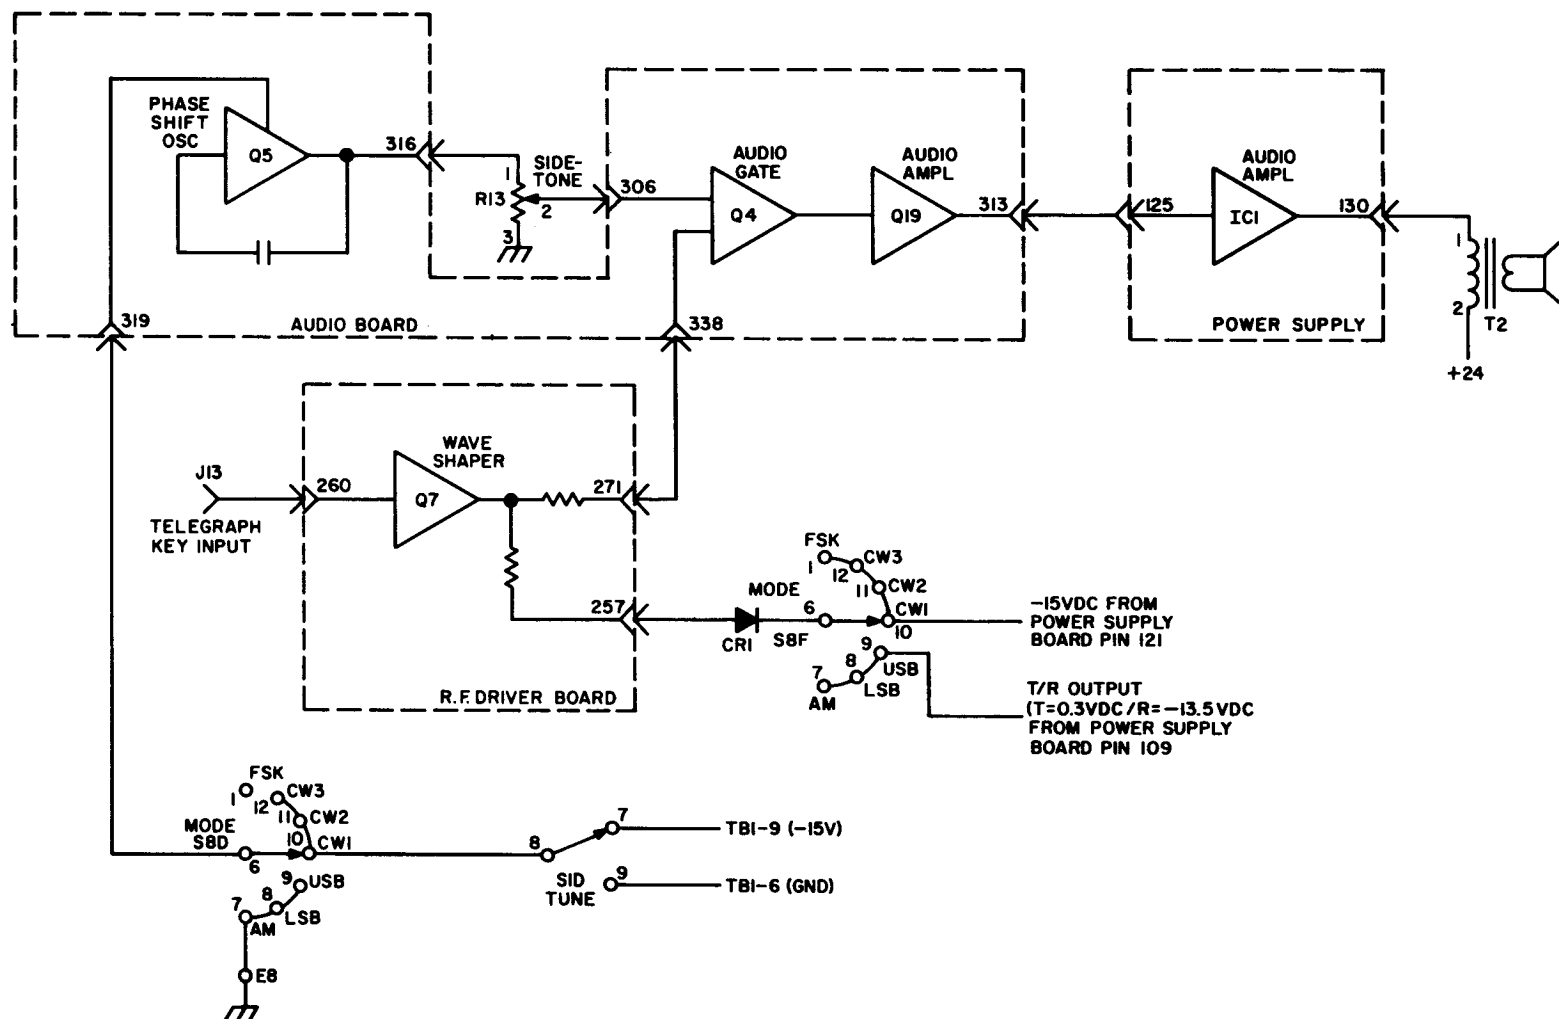 PHASE
SHIFT
OSC
Q5
316
1
R13
SIDE-
TONE
2
3
306
AUDIO
GATE
Q4
AUDIO
AMPL
Q19
313
125
AUDIO
AMPL
IC1
130
1
2
T2
+24
319
AUDIO BOARD
338
POWER SUPPLY
J13
TELEGRAPH
KEY INPUT
260
WAVE
SHAPER
Q7
271
257
R.F. DRIVER BOARD
CR1
MODE
6
S8F
FSK
1
12
CW3
11
CW2
CW1
10
9
USB
8
LSB
7
AM
-15VDC FROM
POWER SUPPLY
BOARD PIN 121
T/R OUTPUT
(T=0.3VDC/R=-13.5VDC
FROM POWER SUPPLY
BOARD PIN 109
FSK
1
12
CW3
11
CW2
10
CW1
MODE
S8D
6
9
USB
8
LSB
7
AM
E8
8
7
TB1-9 (-15V)
SID
TUNE
9
TB1-6 (GND)